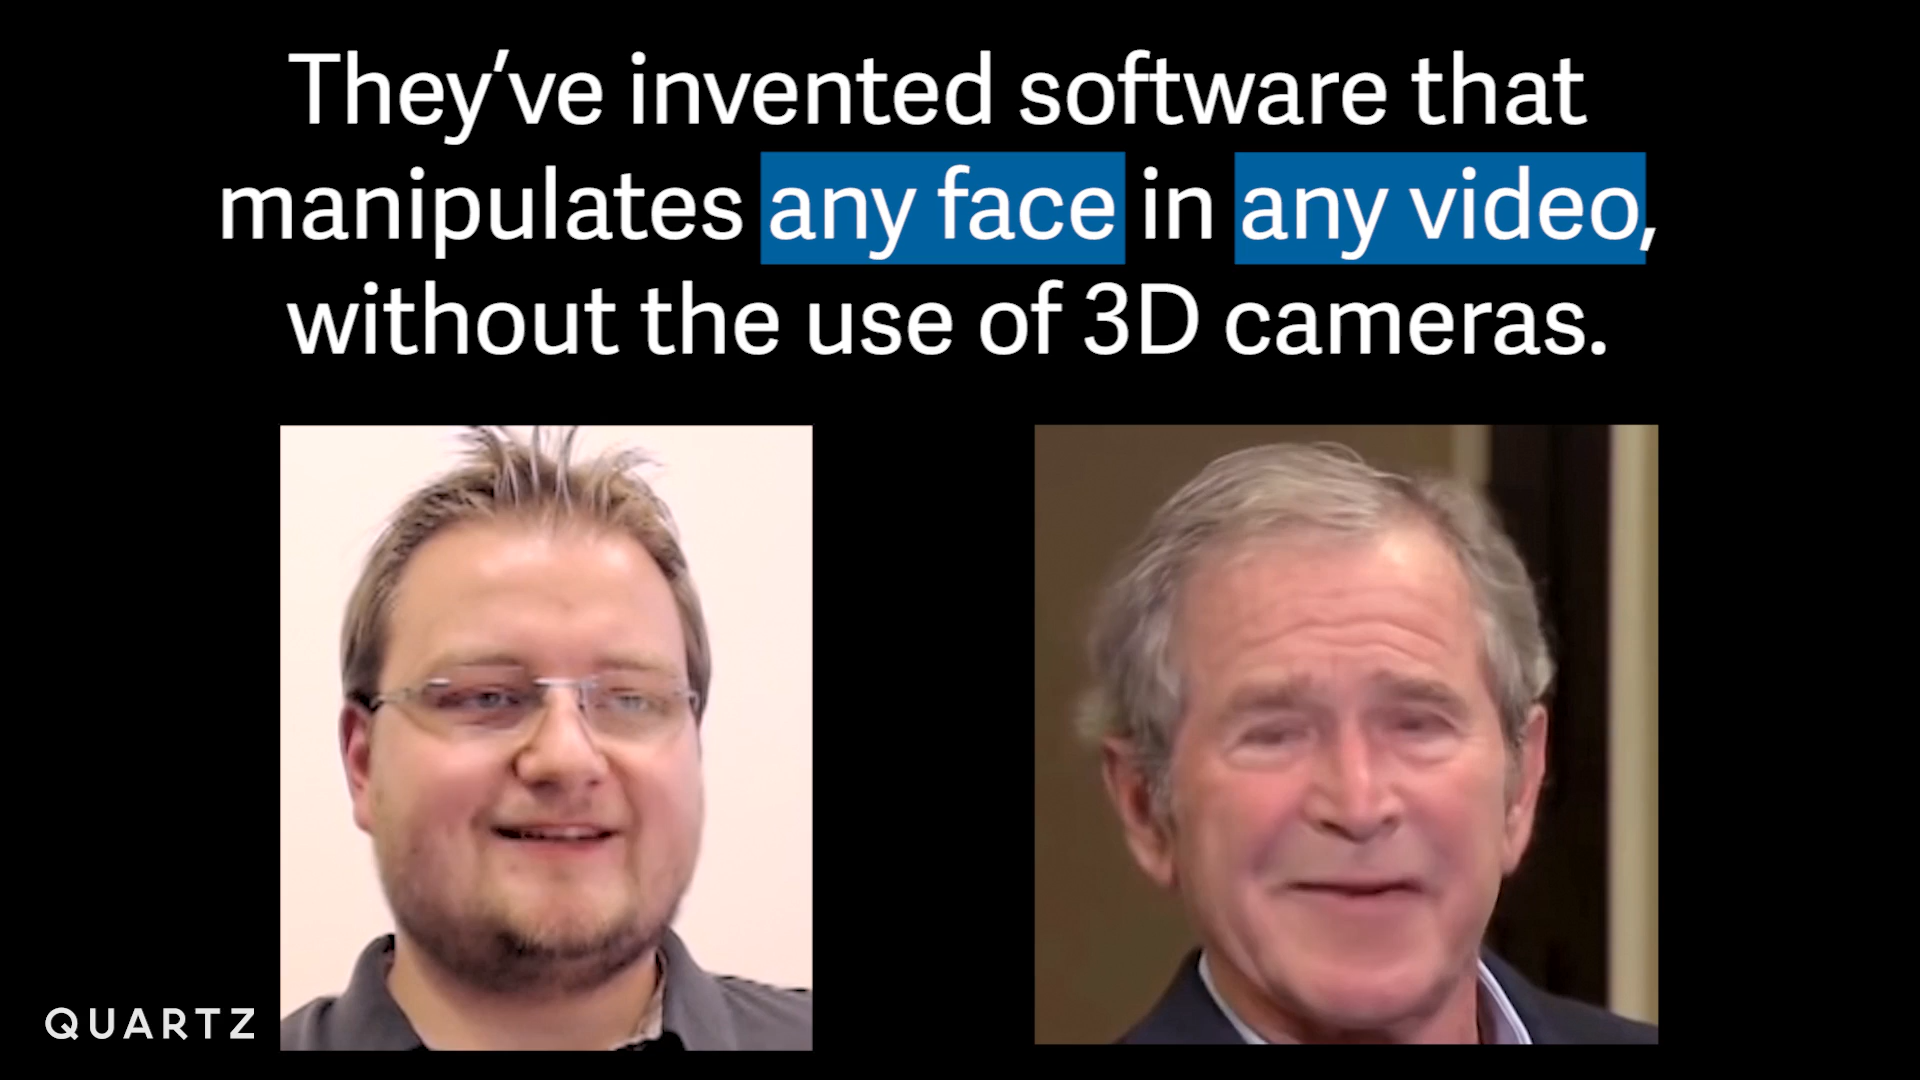 They’ve invented software that
manipulates any face in any video,
without the use of 3D cameras.
QUARTZ